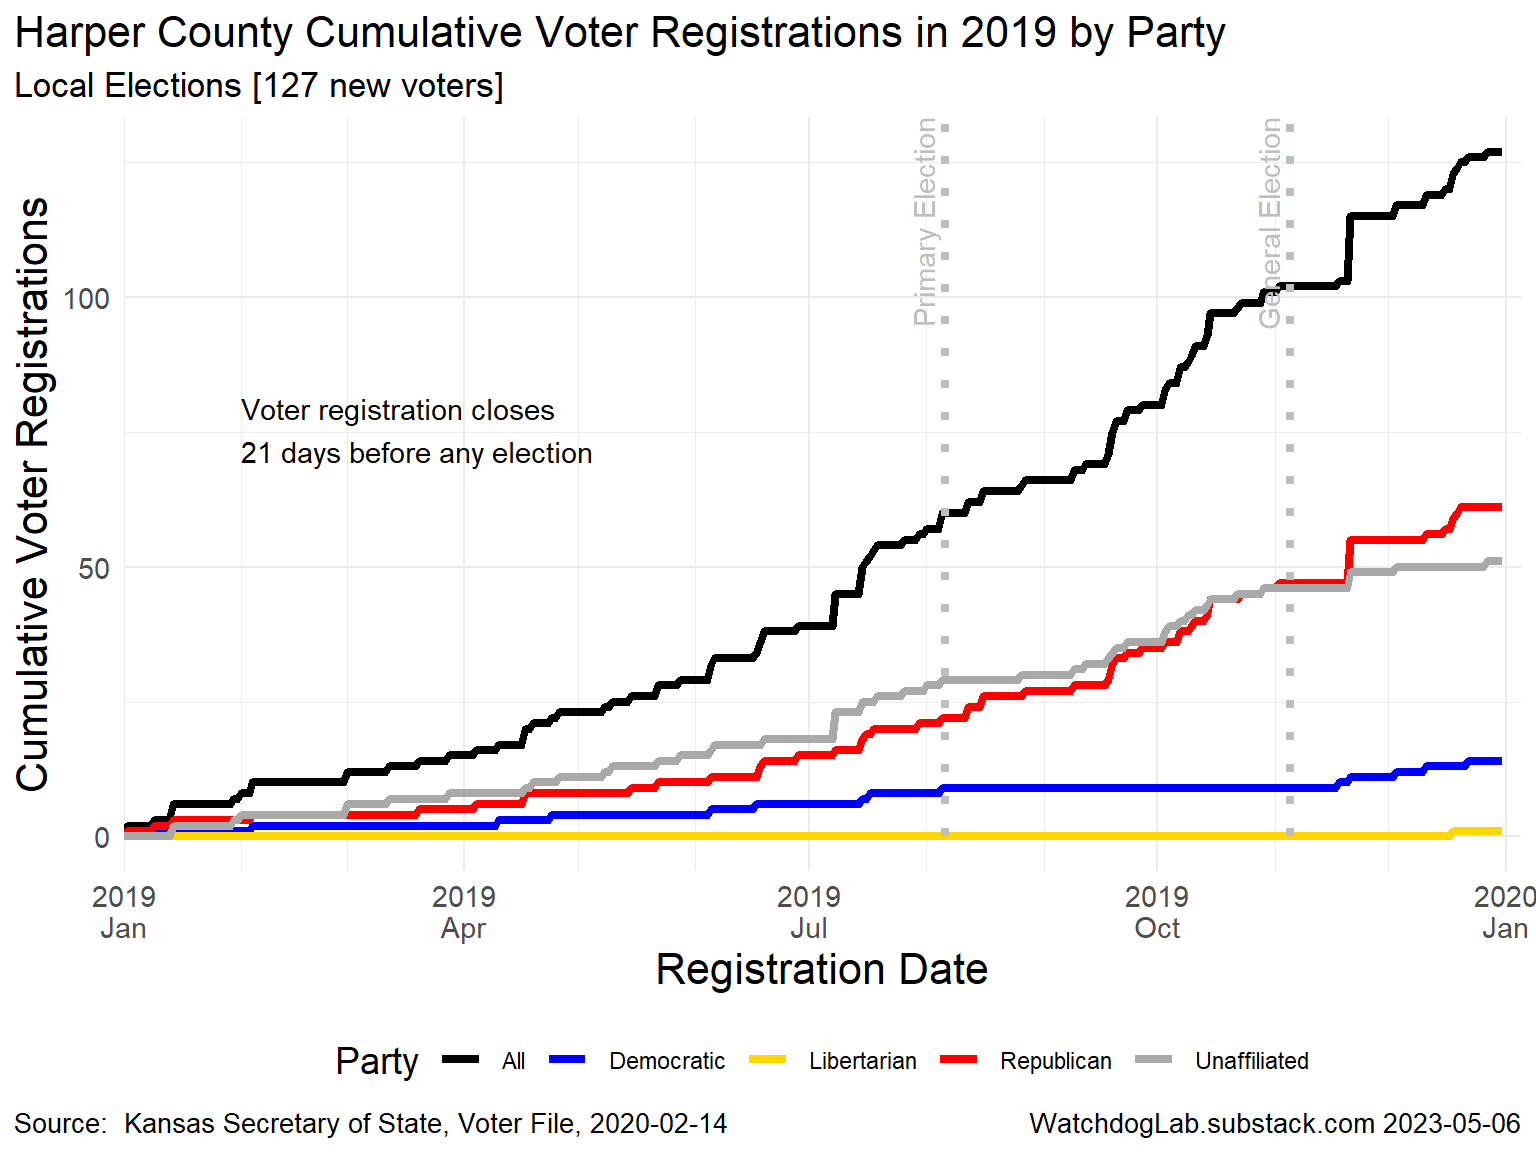 Harper County Cumulative Voter Registrations in 2019 by Party
Local Elections [127 new voters]
Cumulative Voter Registrations
100
50
0
Primary Election
General Election
Voter registration closes
21 days before any election
2019 2019 2019 2019 2020
Jan Apr Jul Oct Jan
Registration Date
Party All Democratic Libertarian Republican Unaffiliated
Source:  Kansas Secretary of State, Voter File, 2020-02-14
WatchdogLab.substack.com 2023-05-06